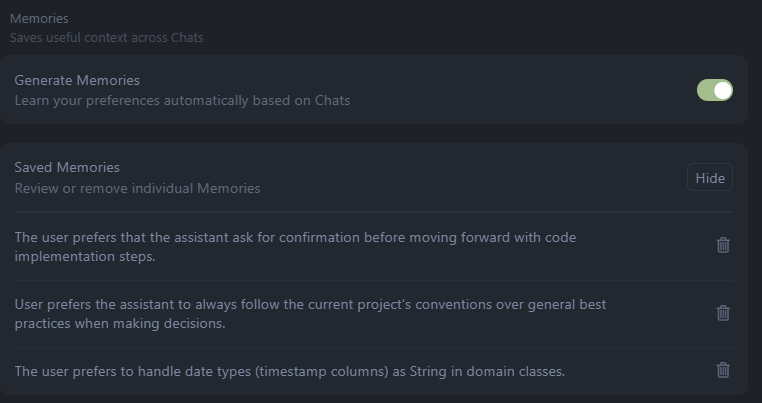 Memories
Saves useful context across Chats
Generate Memories
Learn your preferences automatically based on Chats
Saved Memories
Review or remove individual Memories
Hide
The user prefers that the assistant ask for confirmation before moving forward with code
implementation steps.
User prefers the assistant to always follow the current project's conventions over general best
practices when making decisions.
The user prefers to handle date types (timestamp columns) as String in domain classes.